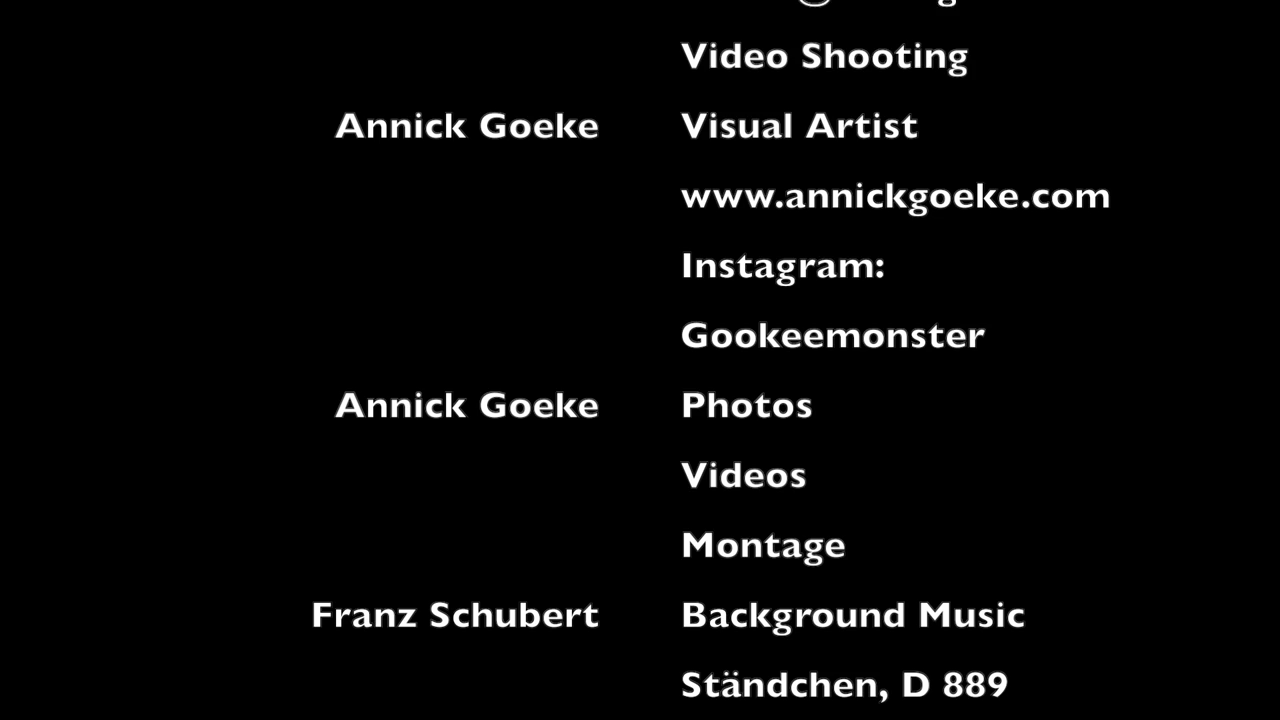 Video Shooting
Annick Goeke Visual Artist
www.annickgoeke.com
Instagram:
Gookeemonster
Annick Goeke Photos
Videos
Montage
Franz Schubert Background Music
Ständchen, D 889